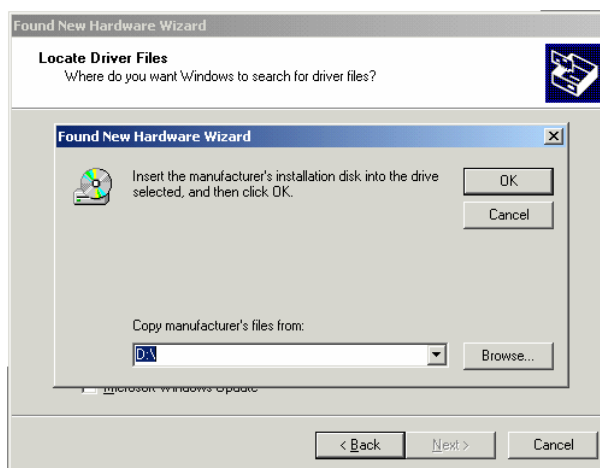 Found New Hardware Wizard
Locate Driver Files
Where do you want Windows to search for driver files?
Found New Hardware Wizard
Insert the manufacturer's installation disk into the drive
selected, and then click OK.
OK
Cancel
Copy manufacturer's files from:
D:\
Browse...
Microsoft Windows Update
< Back
Next >
Cancel